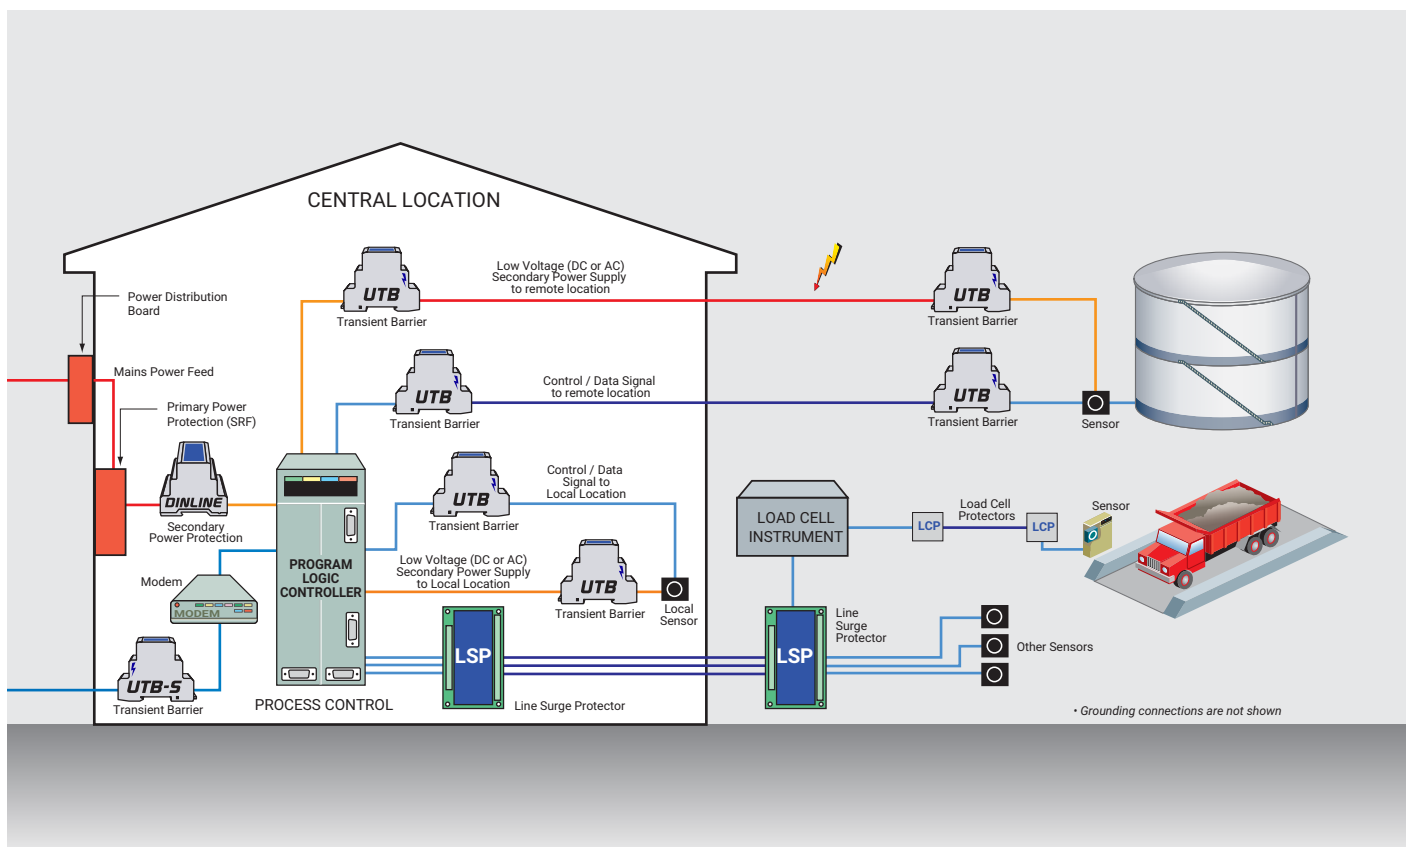 CENTRAL LOCATION
UTB
Transient Barrier
Low Voltage (DC or AC)
Secondary Power Supply
to remote location
UTB
Transient Barrier
Power Distribution
Board
Mains Power Feed
Primary Power
Protection (SRF)
UTB
Transient Barrier
Control / Data Signal
to remote location
UTB
Transient Barrier
Sensor
DINLINE
Secondary
Power Protection
UTB
Transient Barrier
Control / Data
Signal to
Local Location
PROGRAM
LOGIC
CONTROLLER
Low Voltage (DC or AC)
Secondary Power Supply
to Local Location
UTB
Transient Barrier
Local
Sensor
Modem
MODEM
UTB-S
Transient Barrier
PROCESS CONTROL
LSP
Line Surge Protector
LOAD CELL
INSTRUMENT
LCP
Load Cell
Protectors
LCP
Sensor
LSP
Line
Surge
Protector
Other Sensors
• Grounding connections are not shown